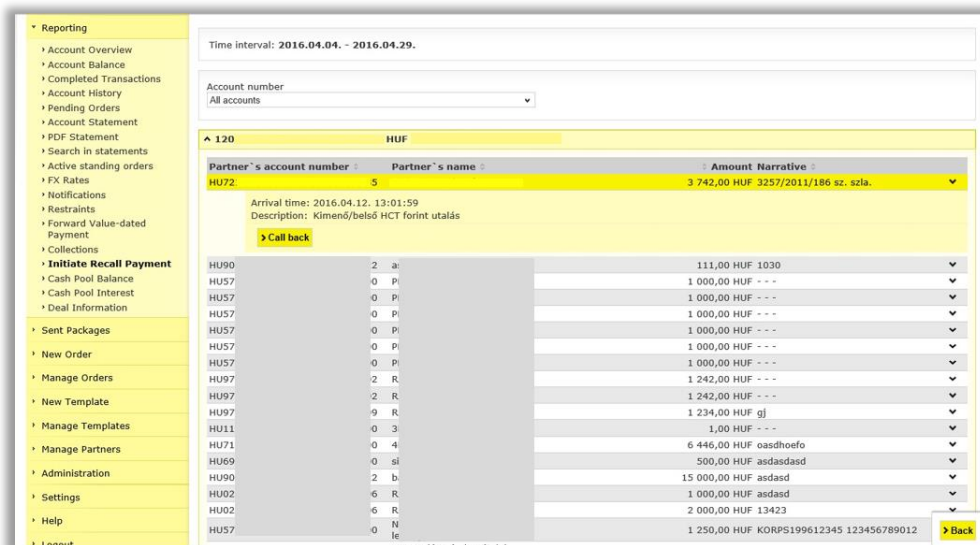 Reporting
Account Overview
Account Balance
Completed Transactions
Account History
Pending Orders
Account Statement
PDF Statement
Search in statements
Active standing orders
FX Rates
Notifications
Restraints
Forward Value-dated
Payment
Collections
Initiate Recall Payment
Cash Pool Balance
Cash Pool Interest
Deal Information
Sent Packages
New Order
Manage Orders
New Template
Manage Templates
Manage Partners
Administration
Settings
Help
Logout
Time interval: 2016.04.04. - 2016.04.29.
Account number
All accounts
120 HUF
Partner`s account number Partner`s name Amount Narrative
HU72 5 3 742,00 HUF 3257/2011/186 sz. szla.
Arrival time: 2016.04.12. 13:01:59
Description: Kimenő/belső HCT forint utalás
Call back
HU90 2 a 111,00 HUF 1030
HU57 0 P 1 000,00 HUF - - -
HU57 0 P 1 000,00 HUF - - -
HU57 0 P 1 000,00 HUF - - -
HU57 0 P 1 000,00 HUF - - -
HU57 0 P 1 000,00 HUF - - -
HU57 0 P 1 000,00 HUF - - -
HU97 2 R 1 242,00 HUF - - -
HU97 2 R 1 242,00 HUF - - -
HU97 9 R 1 234,00 HUF gj
HU11 0 3 1,00 HUF - - -
HU71 0 4 6 446,00 HUF oasdhoefo
HU69 0 si 500,00 HUF asdasdasd
HU90 2 b 15 000,00 HUF asdasd
HU02 6 R 1 000,00 HUF asdasd
HU02 6 R 2 000,00 HUF 13423
HU57 0 N 1 250,00 HUF KORPS199612345 123456789012
le
Back